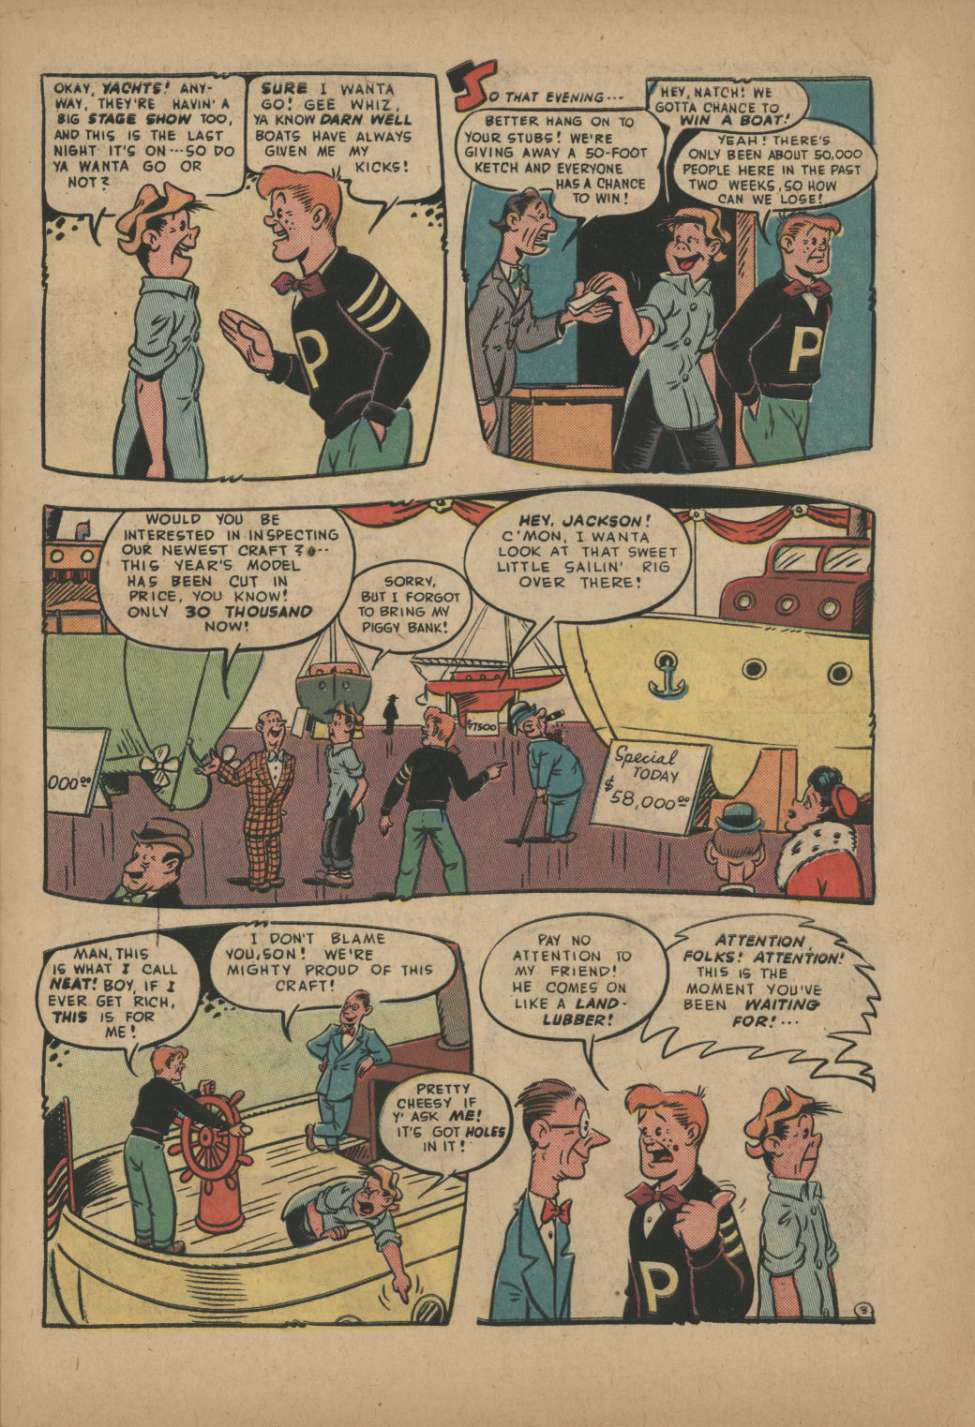 OKAY, YACHTS! ANY-
WAY, THEY'RE HAVIN' A
BIG STAGE SHOW TOO,
AND THIS IS THE LAST
NIGHT IT'S ON---SO DO
YA WANTA GO OR
NOT?
SURE I WANTA
GO! GEE WHIZ,
YA KNOW DARN WELL
BOATS HAVE ALWAYS
GIVEN ME MY
KICKS!
P
SO THAT EVENING---
BETTER HANG ON TO
YOUR STUBS! WE'RE
GIVING AWAY A 50-FOOT
KETCH AND EVERYONE
HAS A CHANCE
TO WIN!
HEY, NATCH! WE
GOTTA CHANCE TO
WIN A BOAT!
YEAH! THERE'S
ONLY BEEN ABOUT 50,000
PEOPLE HERE IN THE PAST
TWO WEEKS, SO HOW
CAN WE LOSE!
P
WOULD YOU BE
INTERESTED IN INSPECTING
OUR NEWEST CRAFT?---
THIS YEAR'S MODEL
HAS BEEN CUT IN
PRICE, YOU KNOW!
ONLY 30 THOUSAND
NOW!
SORRY,
BUT I FORGOT
TO BRING MY
PIGGY BANK!
HEY, JACKSON!
C'MON, I WANTA
LOOK AT THAT SWEET
LITTLE SAILIN' RIG
OVER THERE!
000.00
$7500
Special
TODAY
$58,000.00
MAN, THIS
IS WHAT I CALL
NEAT! BOY, IF I
EVER GET RICH,
THIS IS FOR
ME!
I DON'T BLAME
YOU, SON! WE'RE
MIGHTY PROUD OF THIS
CRAFT!
PRETTY
CHEESY IF
Y' ASK ME!
IT'S GOT HOLES
IN IT!
PAY NO
ATTENTION TO
MY FRIEND!
HE COMES ON
LIKE A LAND-
LUBBER!
ATTENTION,
FOLKS! ATTENTION!
THIS IS THE
MOMENT YOU'VE
BEEN WAITING
FOR!---
P
8